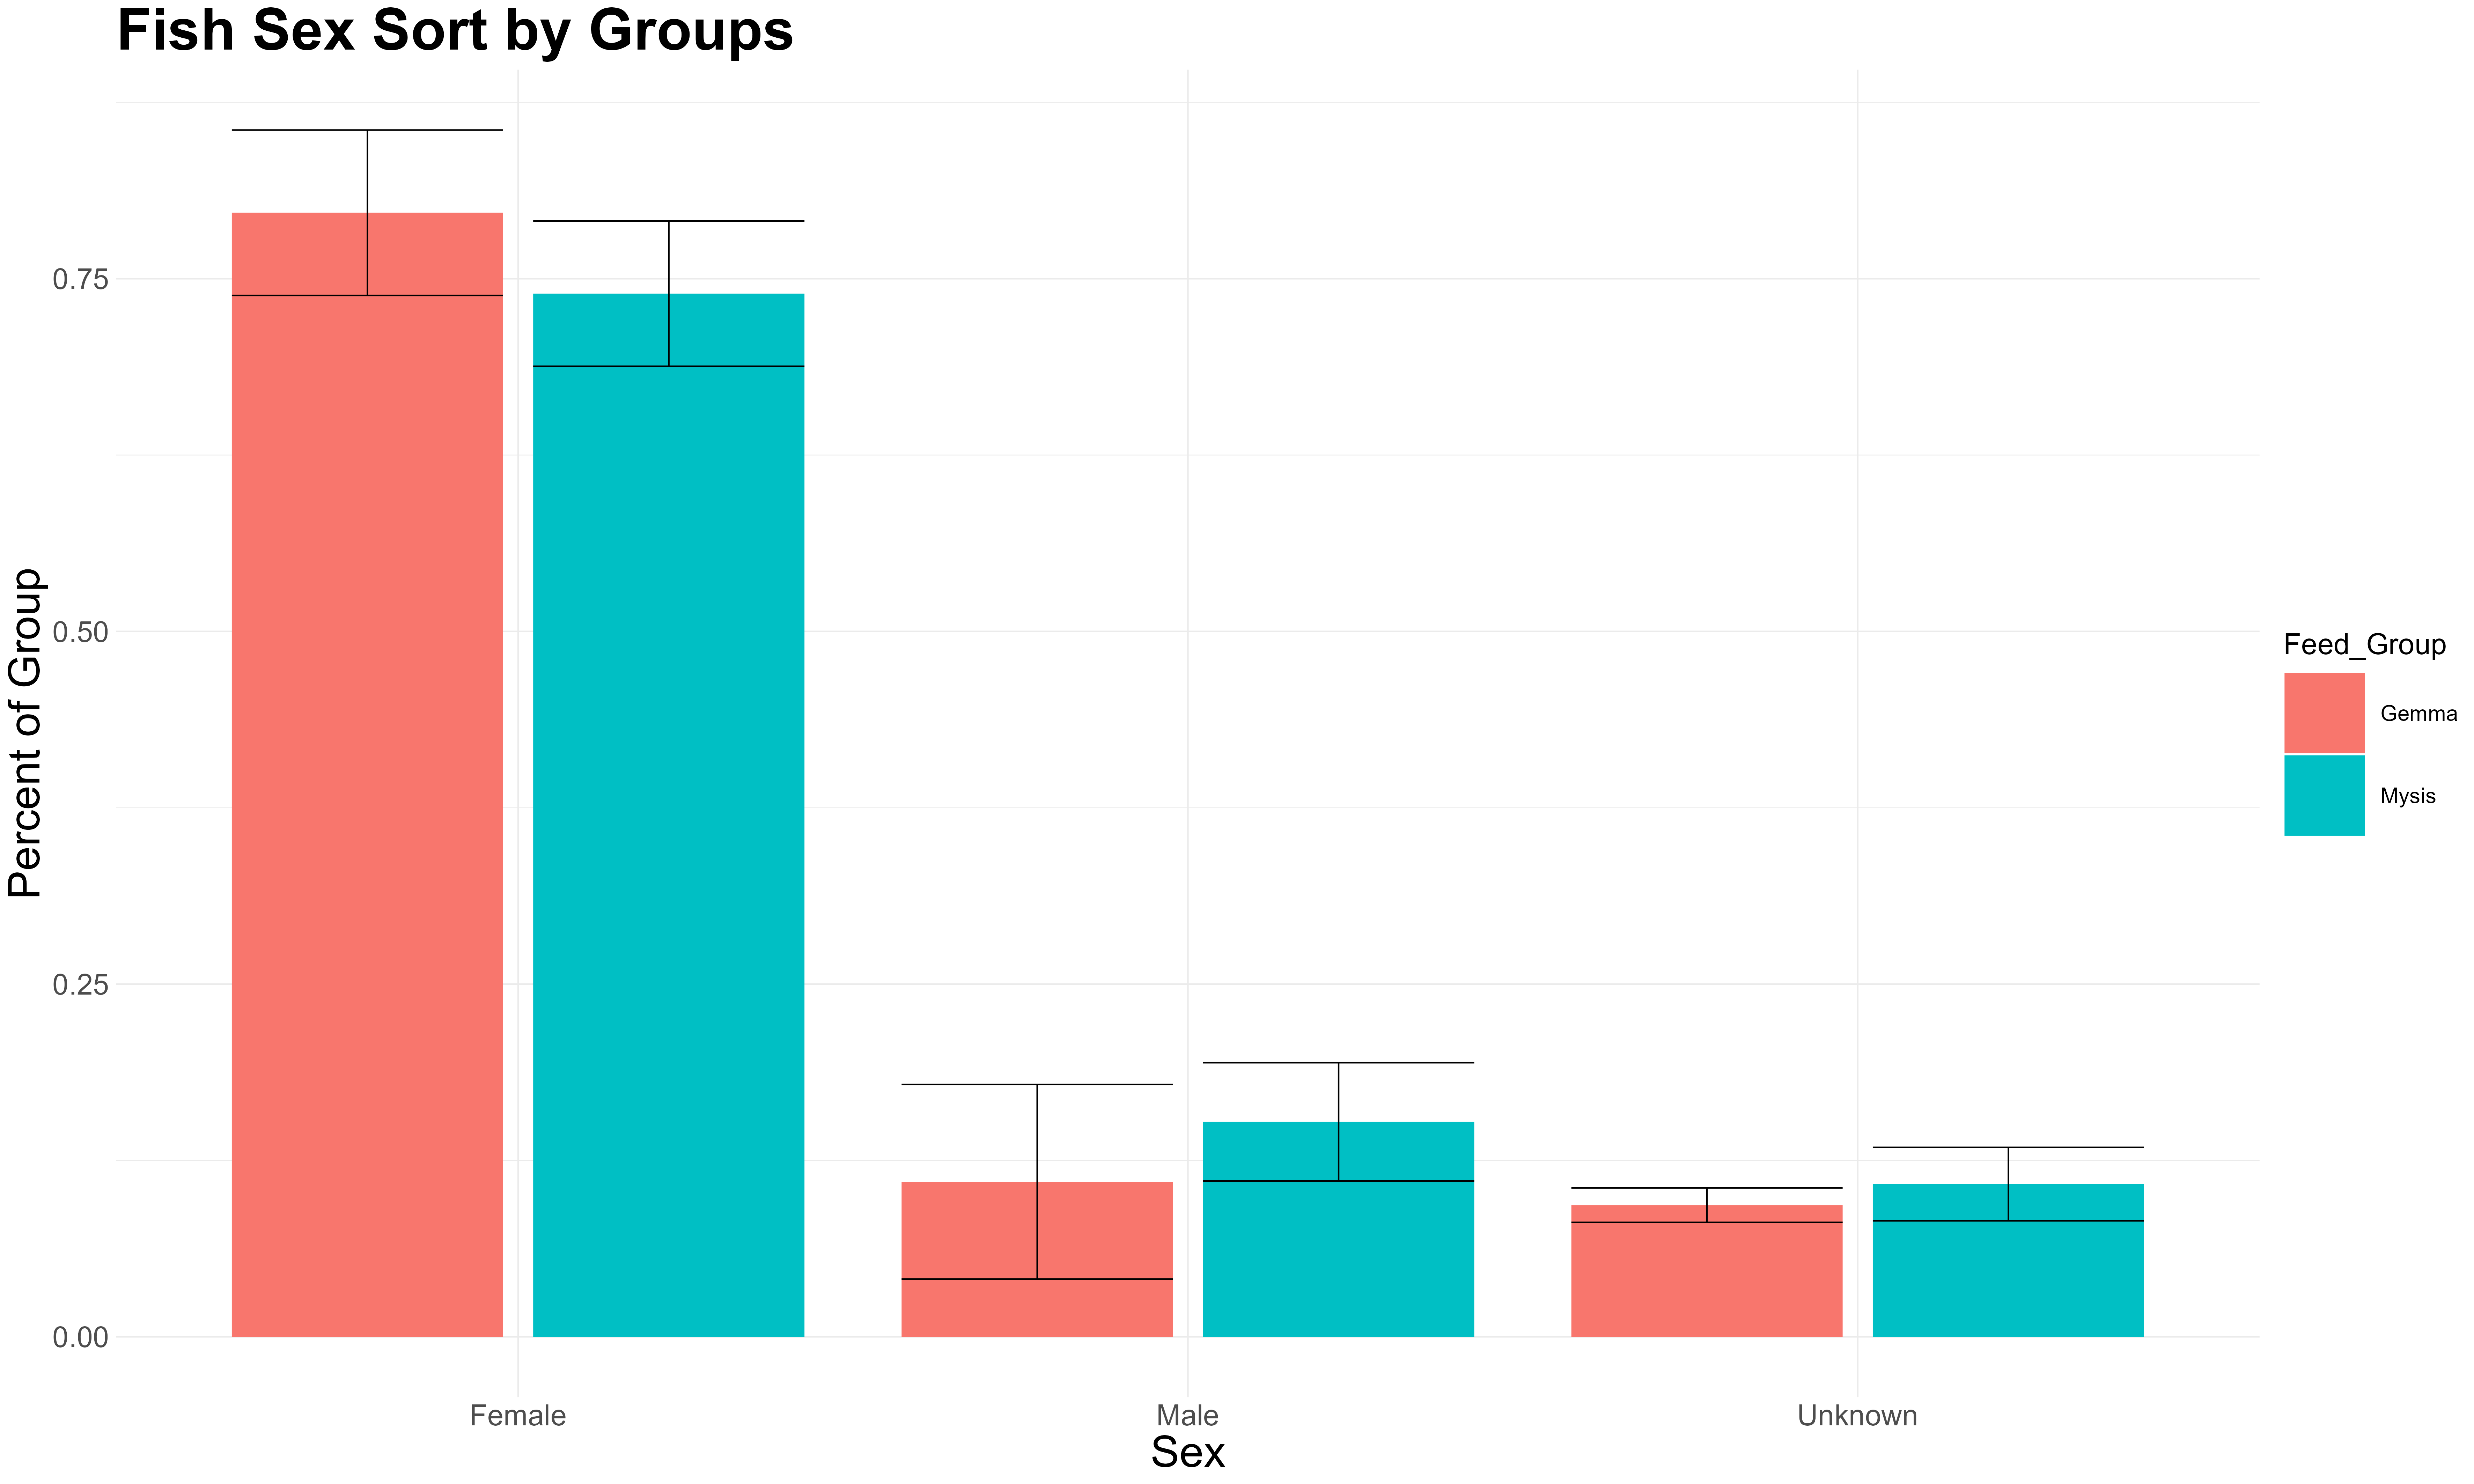 Fish Sex Sort by Groups
Percent of Group
0.75
0.50
0.25
0.00
Female
Male
Unknown
Sex
Feed_Group
Gemma
Mysis